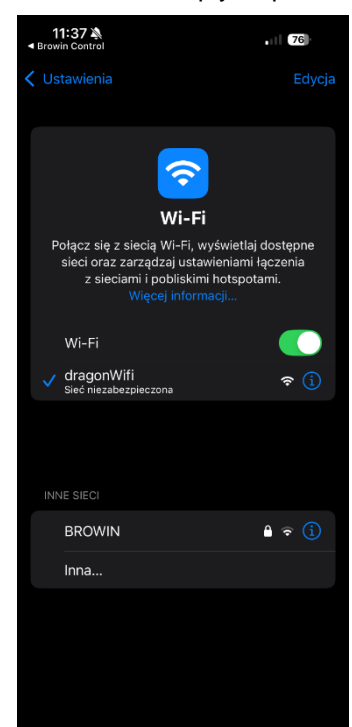 11:37
76
◀ Browin Control
Ustawienia
Edycja
Wi-Fi
Połącz się z siecią Wi-Fi, wyświetlaj dostępne
sieci oraz zarządzaj ustawieniami łączenia
z sieciami i pobliskimi hotspotami.
Więcej informacji...
Wi-Fi
dragonWifi
Sieć niezabezpieczona
INNE SIECI
BROWIN
Inna...